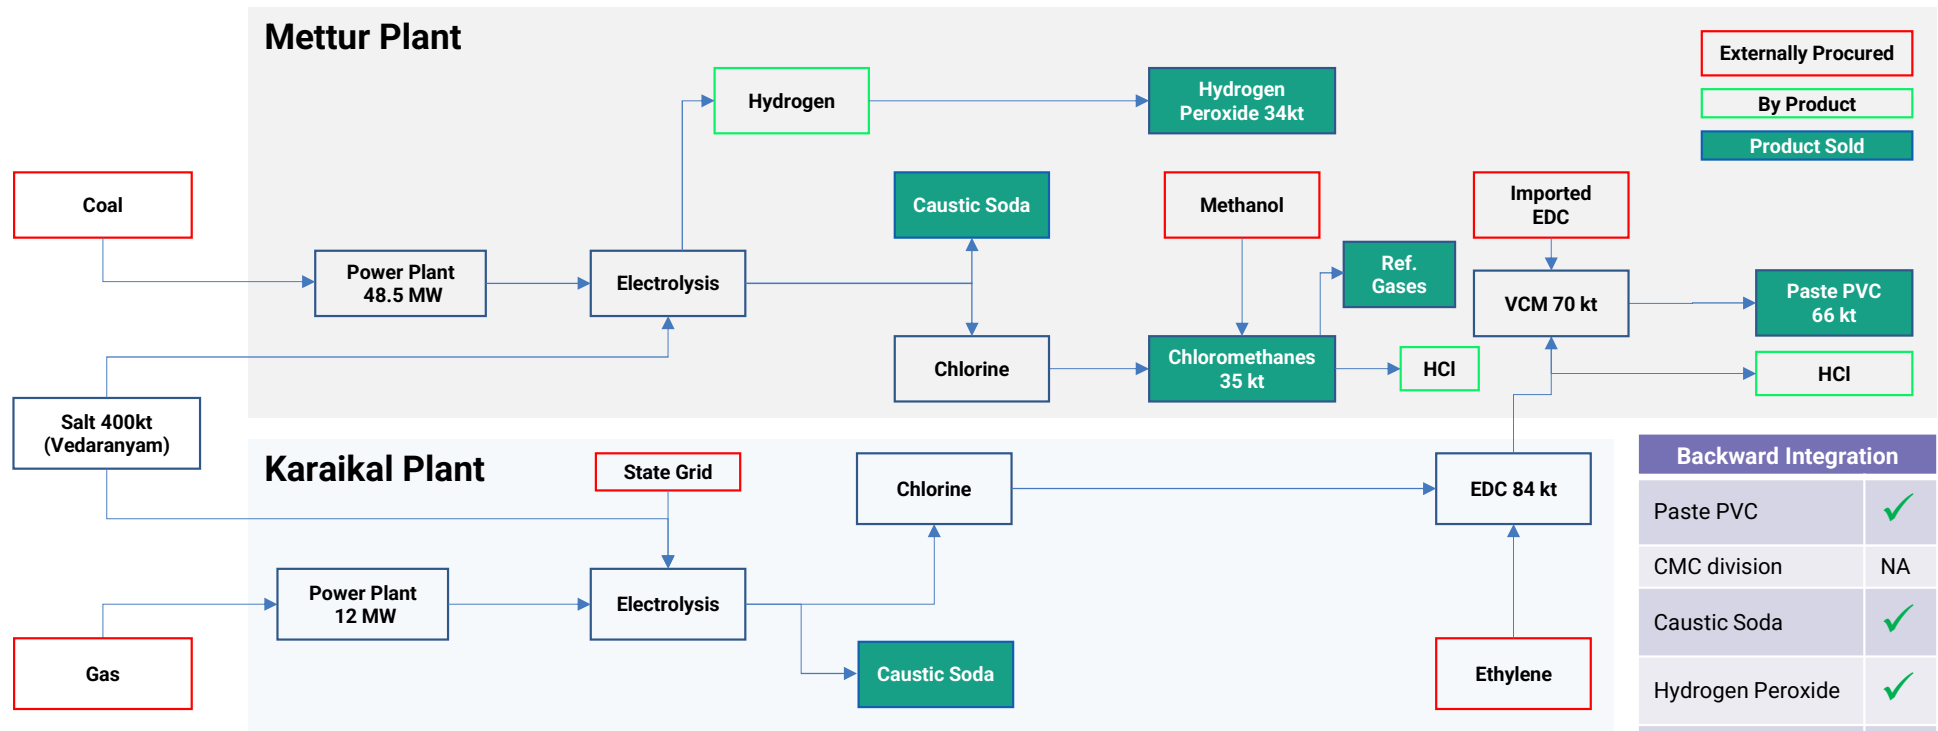 Mettur Plant
Externally Procured
By Product
Product Sold
Hydrogen
Hydrogen
Peroxide 34kt
Coal
Caustic Soda
Methanol
Imported
EDC
Power Plant
48.5 MW
Electrolysis
Ref.
Gases
VCM 70 kt
Paste PVC
66 kt
Chlorine
Chloromethanes
35 kt
HCl
HCl
Salt 400kt
(Vedaranyam)
Karaikal Plant
State Grid
Chlorine
EDC 84 kt
Power Plant
12 MW
Electrolysis
Gas
Caustic Soda
Ethylene
Backward Integration
Paste PVC
CMC division NA
Caustic Soda
Hydrogen Peroxide